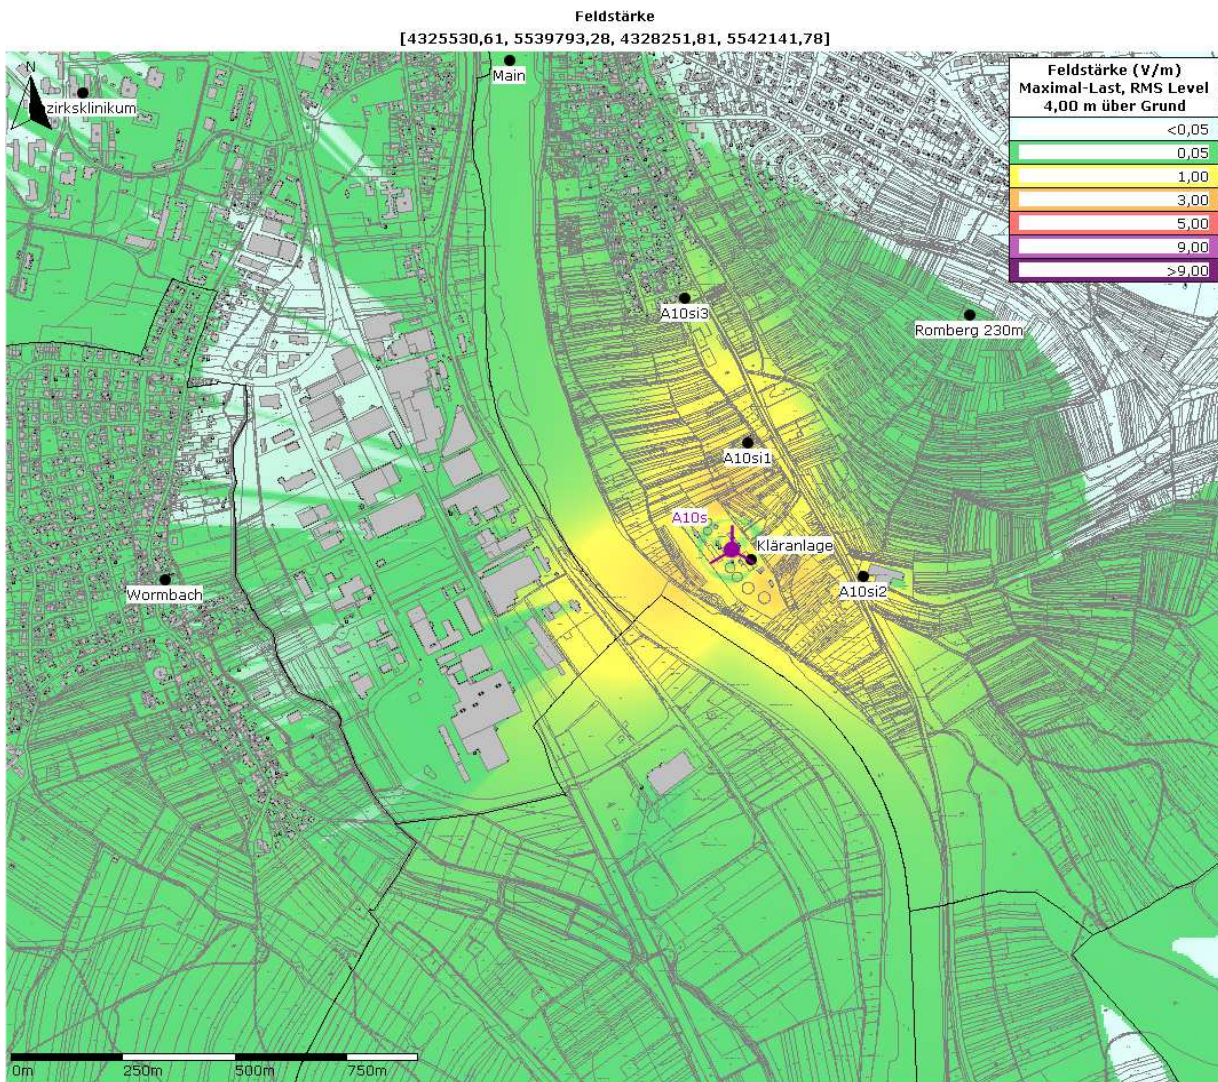 Feldstärke
[4325530,61, 5539793,28, 4328251,81, 5542141,78]
N
Main
zirksklinikum
Feldstärke (V/m)
Maximal-Last, RMS Level
4,00 m über Grund
<0,05
0,05
1,00
3,00
5,00
9,00
>9,00
A10si3
Romberg 230m
A10si1
A10s
Kläranlage
A10si2
Wormbach
0m
250m
500m
750m